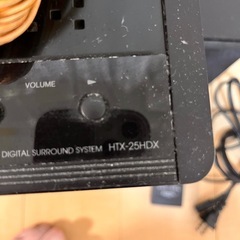 VOLUME
DIGITAL SURROUND SYSTEM HTX-25HDX